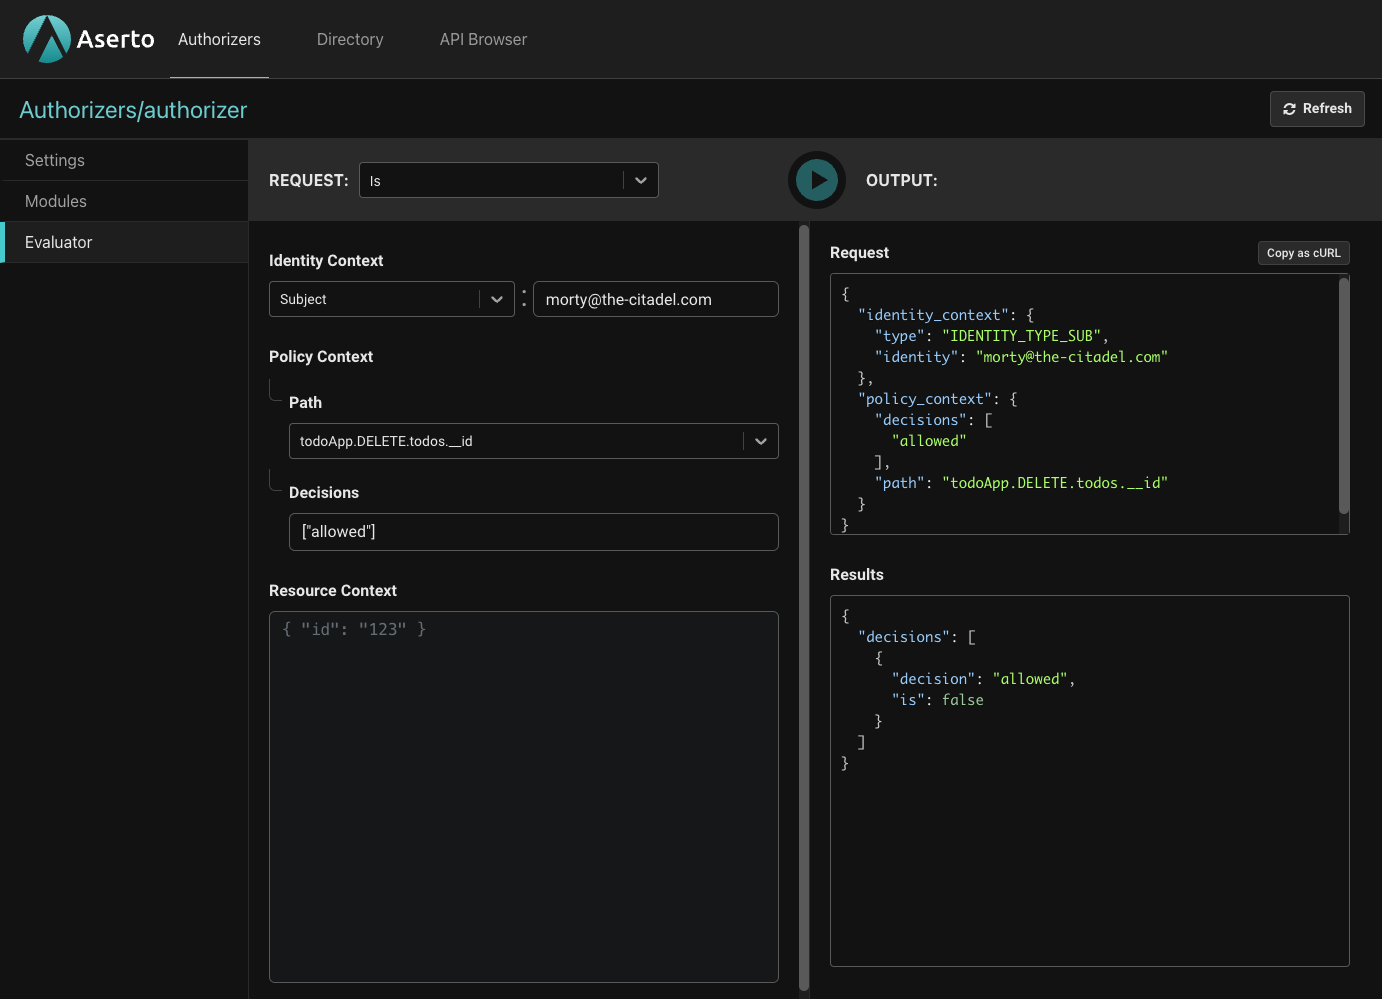 Aserto
Authorizers
Directory
API Browser
Authorizers/authorizer
Refresh
Settings
Modules
Evaluator
REQUEST:
Is
OUTPUT:
Identity Context
Subject
:
morty@the-citadel.com
Policy Context
Path
todoApp.DELETE.todos.__id
Decisions
["allowed"]
Resource Context
{ "id": "123" }
Request
Copy as cURL
{
  "identity_context": {
    "type": "IDENTITY_TYPE_SUB",
    "identity": "morty@the-citadel.com"
  },
  "policy_context": {
    "decisions": [
      "allowed"
    ],
    "path": "todoApp.DELETE.todos.__id"
  }
}
Results
{
  "decisions": [
    {
      "decision": "allowed",
      "is": false
    }
  ]
}